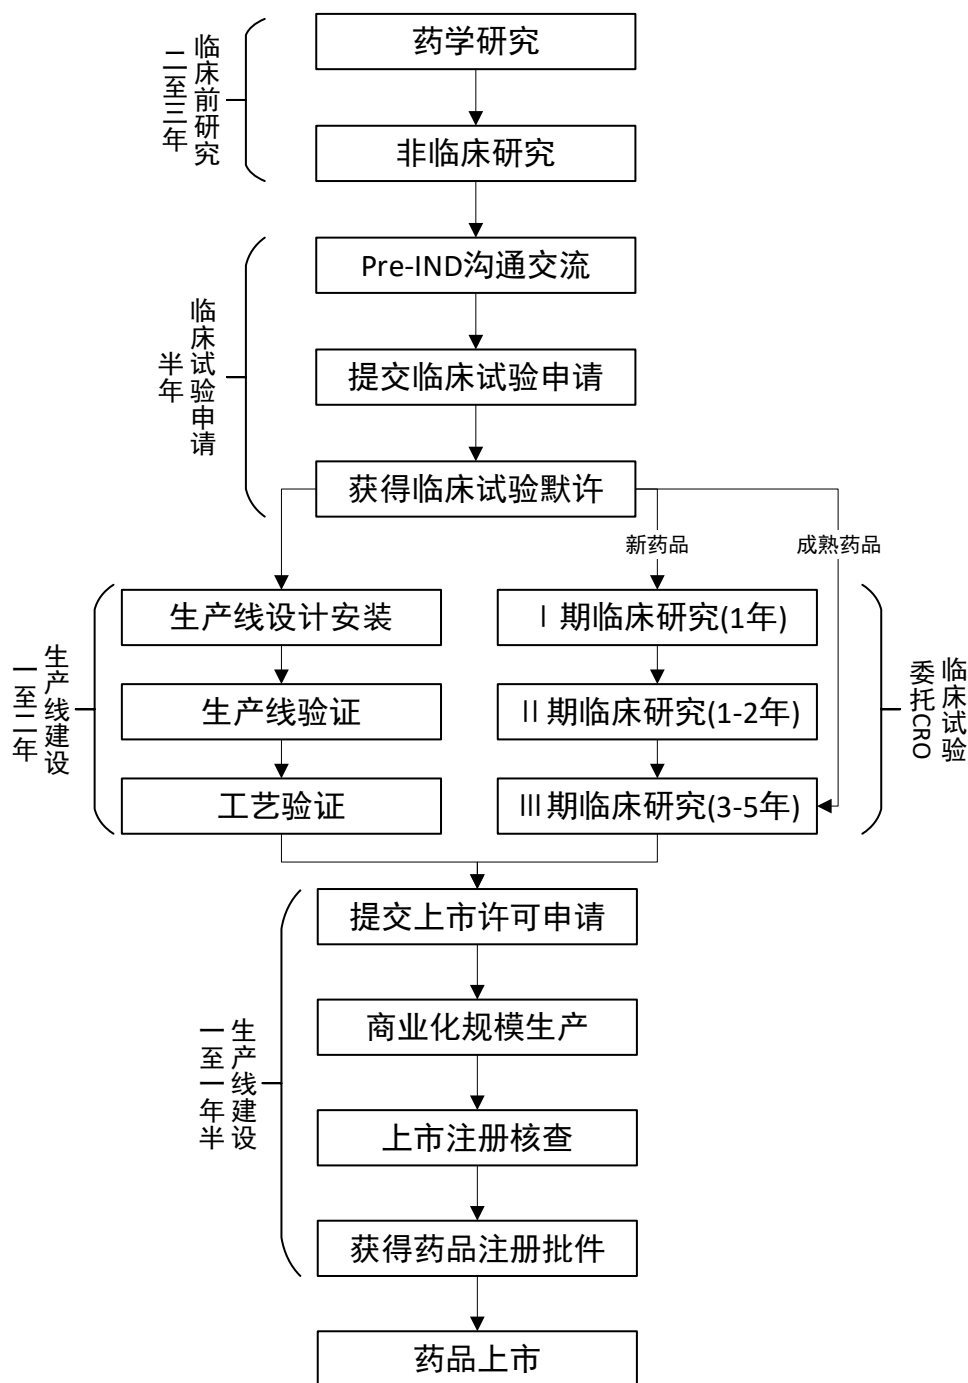 药学研究
临床前研究
二至三年
非临床研究
Pre-IND沟通交流
临床试验申请
半年
提交临床试验申请
获得临床试验默许
新药品
成熟药品
生产线设计安装
Ⅰ期临床研究(1年)
生产线建设
一至二年
生产线验证
Ⅱ期临床研究(1-2年)
临床试验
委托CRO
工艺验证
Ⅲ期临床研究(3-5年)
提交上市许可申请
商业化规模生产
生产线建设
一至一年半
上市注册核查
获得药品注册批件
药品上市